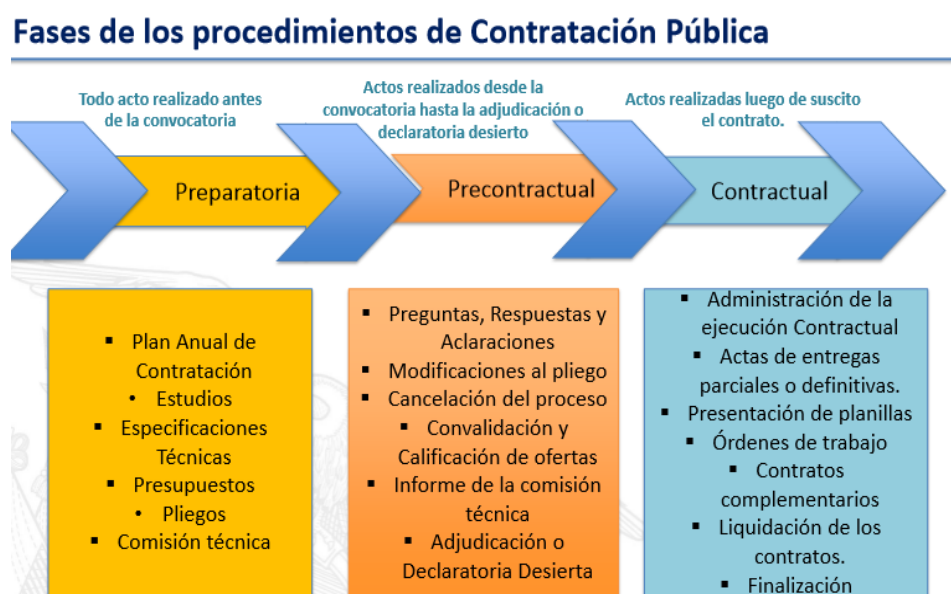 Fases de los procedimientos de Contratación Pública
Todo acto realizado antes
de la convocatoria
Actos realizados desde la
convocatoria hasta la adjudicación o
declaratoria desierto
Actos realizadas luego de suscito
el contrato.
Preparatoria
Precontractual
Contractual
▪ Plan Anual de
Contratación
• Estudios
▪ Especificaciones
Técnicas
▪ Presupuestos
• Pliegos
▪ Comisión técnica
▪ Preguntas, Respuestas y
Aclaraciones
▪ Modificaciones al pliego
▪ Cancelación del proceso
▪ Convalidación y
Calificación de ofertas
▪ Informe de la comisión
técnica
▪ Adjudicación o
Declaratoria Desierta
▪ Administración de la
ejecución Contractual
▪ Actas de entregas
parciales o definitivas.
▪ Presentación de planillas
▪ Órdenes de trabajo
▪ Contratos
complementarios
▪ Liquidación de los
contratos.
▪ Finalización